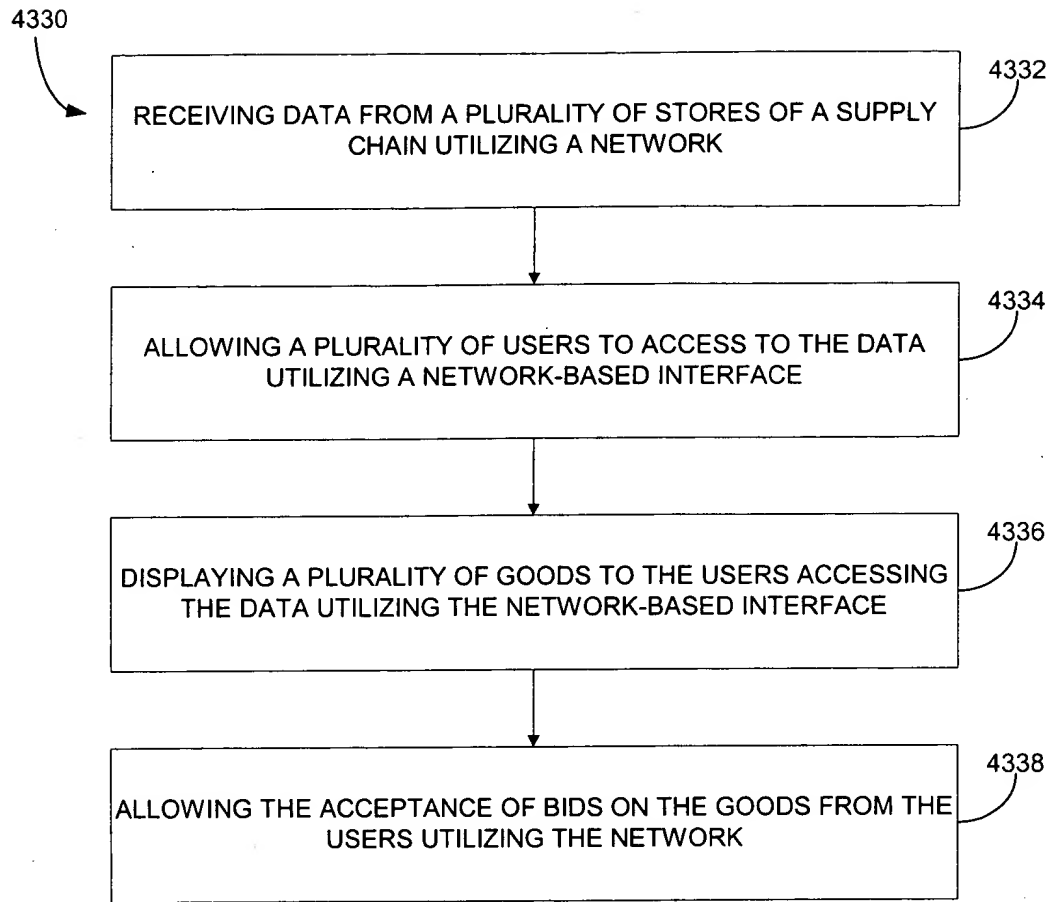 4330
4332
RECEIVING DATA FROM A PLURALITY OF STORES OF A SUPPLY
CHAIN UTILIZING A NETWORK
4334
ALLOWING A PLURALITY OF USERS TO ACCESS TO THE DATA
UTILIZING A NETWORK-BASED INTERFACE
4336
DISPLAYING A PLURALITY OF GOODS TO THE USERS ACCESSING
THE DATA UTILIZING THE NETWORK-BASED INTERFACE
4338
ALLOWING THE ACCEPTANCE OF BIDS ON THE GOODS FROM THE
USERS UTILIZING THE NETWORK